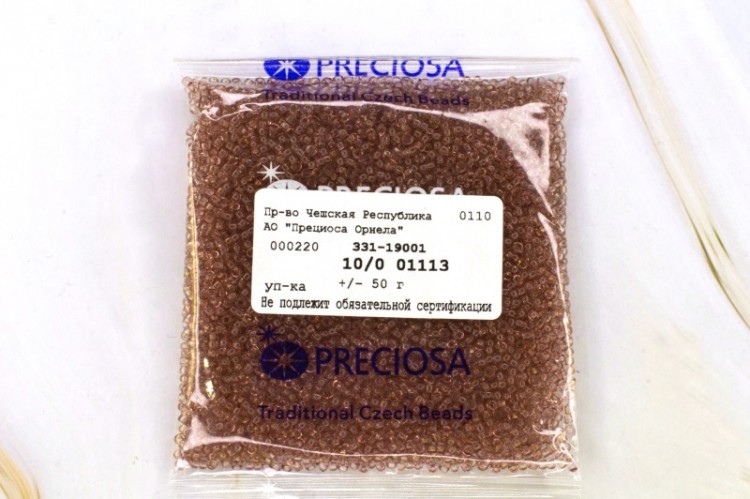 PRECIOSA
Traditional Czech Beads
PRECIOSA
Пр-во Чешская Республика 0110
АО "Прециоса Орнела"
000220 331-19001
10/0 01113
уп-ка +/- 50 г
Не подлежит обязательной сертификации
PRECIOSA
Traditional Czech Beads